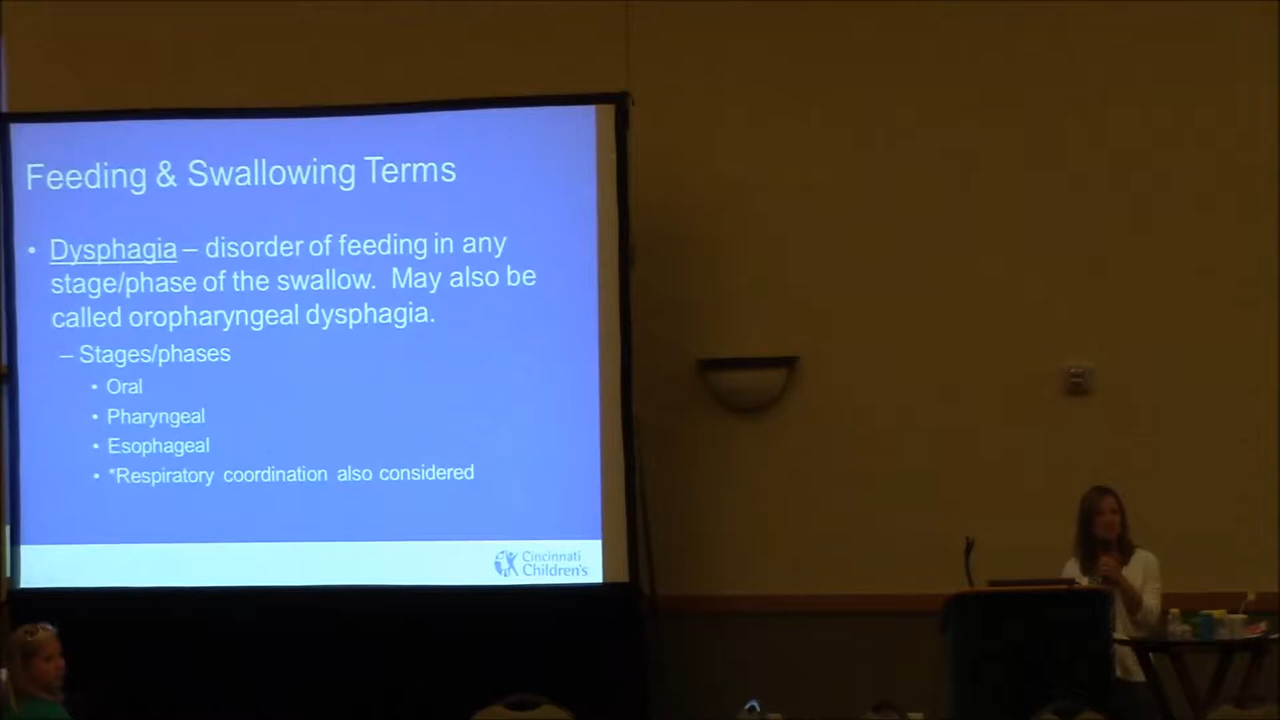 Feeding & Swallowing Terms
• Dysphagia – disorder of feeding in any
stage/phase of the swallow.  May also be
called oropharyngeal dysphagia.
– Stages/phases
• Oral
• Pharyngeal
• Esophageal
• *Respiratory coordination also considered
Cincinnati
Children's